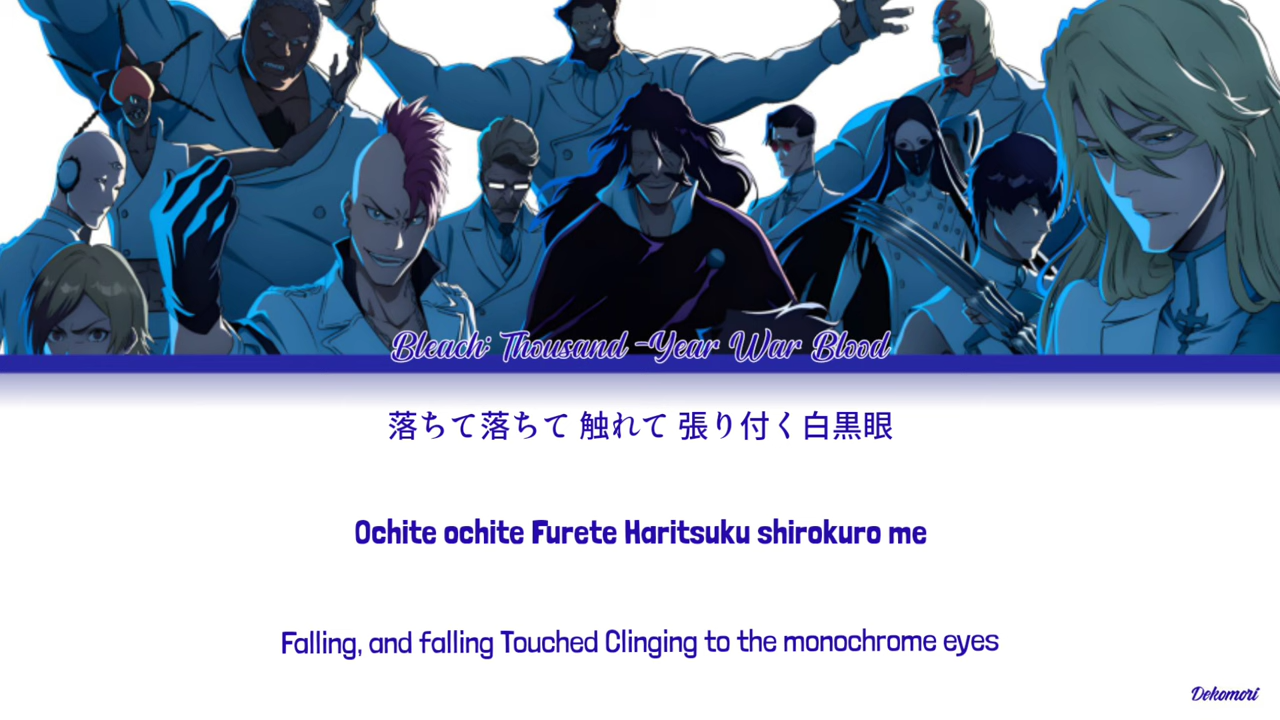 Bleach: Thousand-Year War Blood
落ちて落ちて 触れて 張り付く白黒眼
Ochite ochite Furete Haritsuku shirokuro me
Falling, and falling Touched Clinging to the monochrome eyes
Dekomori